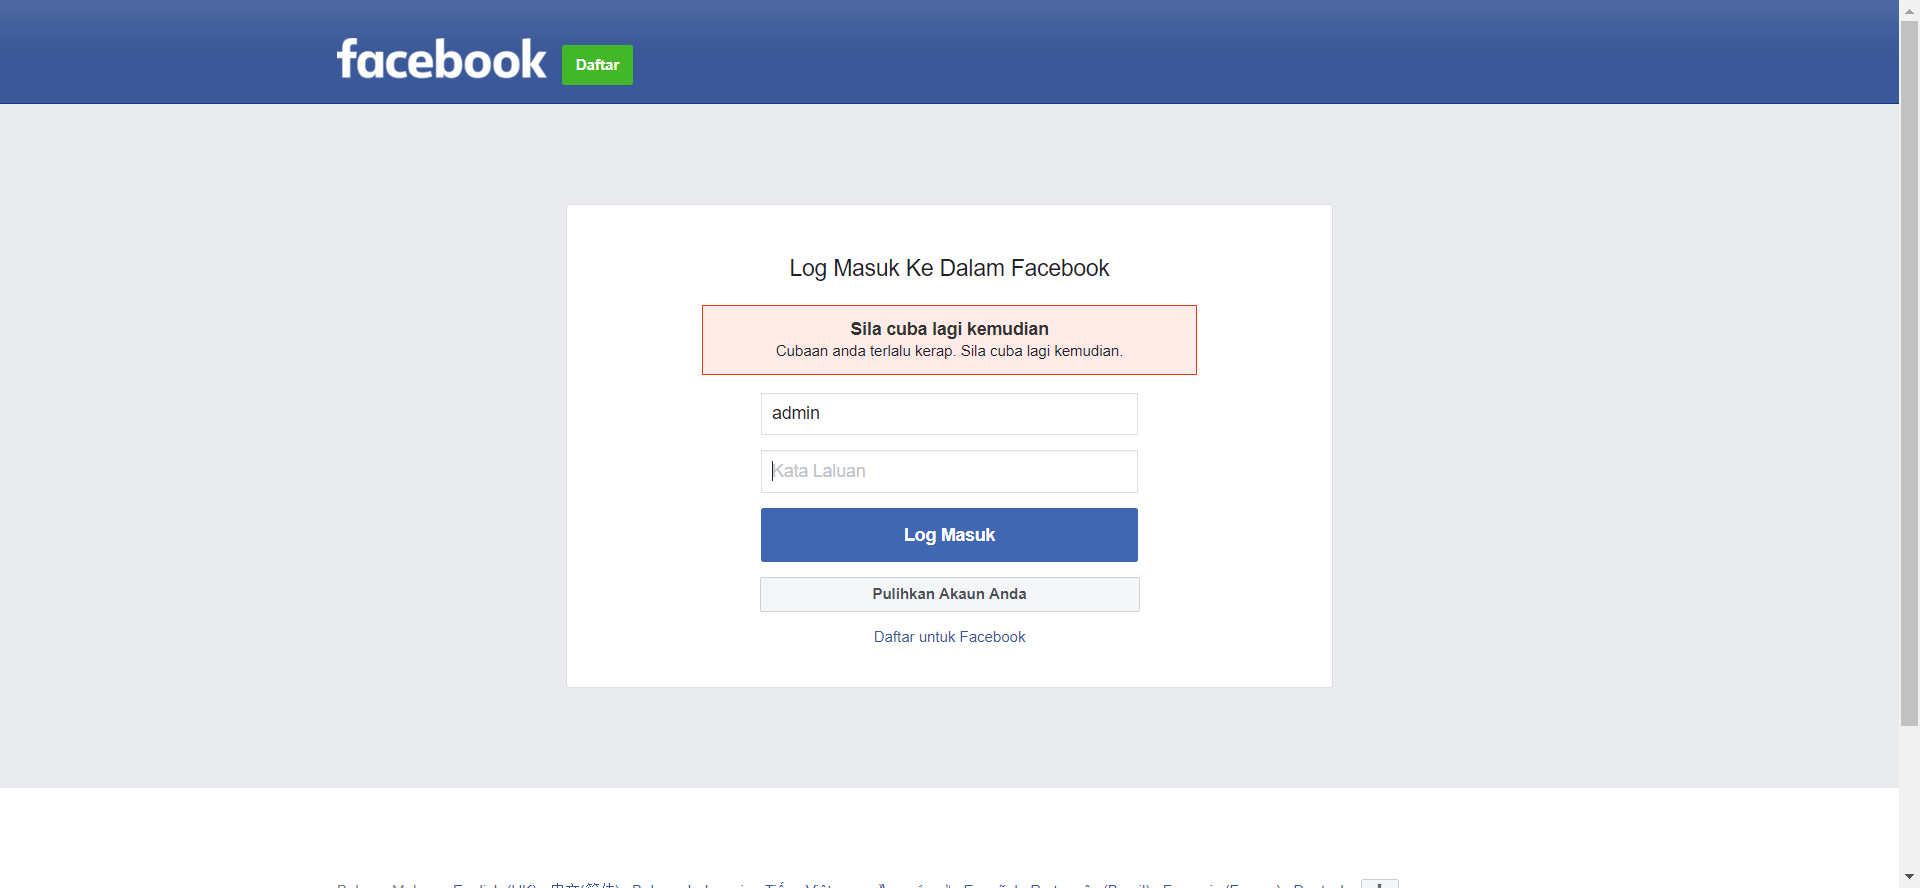 facebook
Daftar
Log Masuk Ke Dalam Facebook
Sila cuba lagi kemudian
Cubaan anda terlalu kerap. Sila cuba lagi kemudian.
admin
Kata Laluan
Log Masuk
Pulihkan Akaun Anda
Daftar untuk Facebook